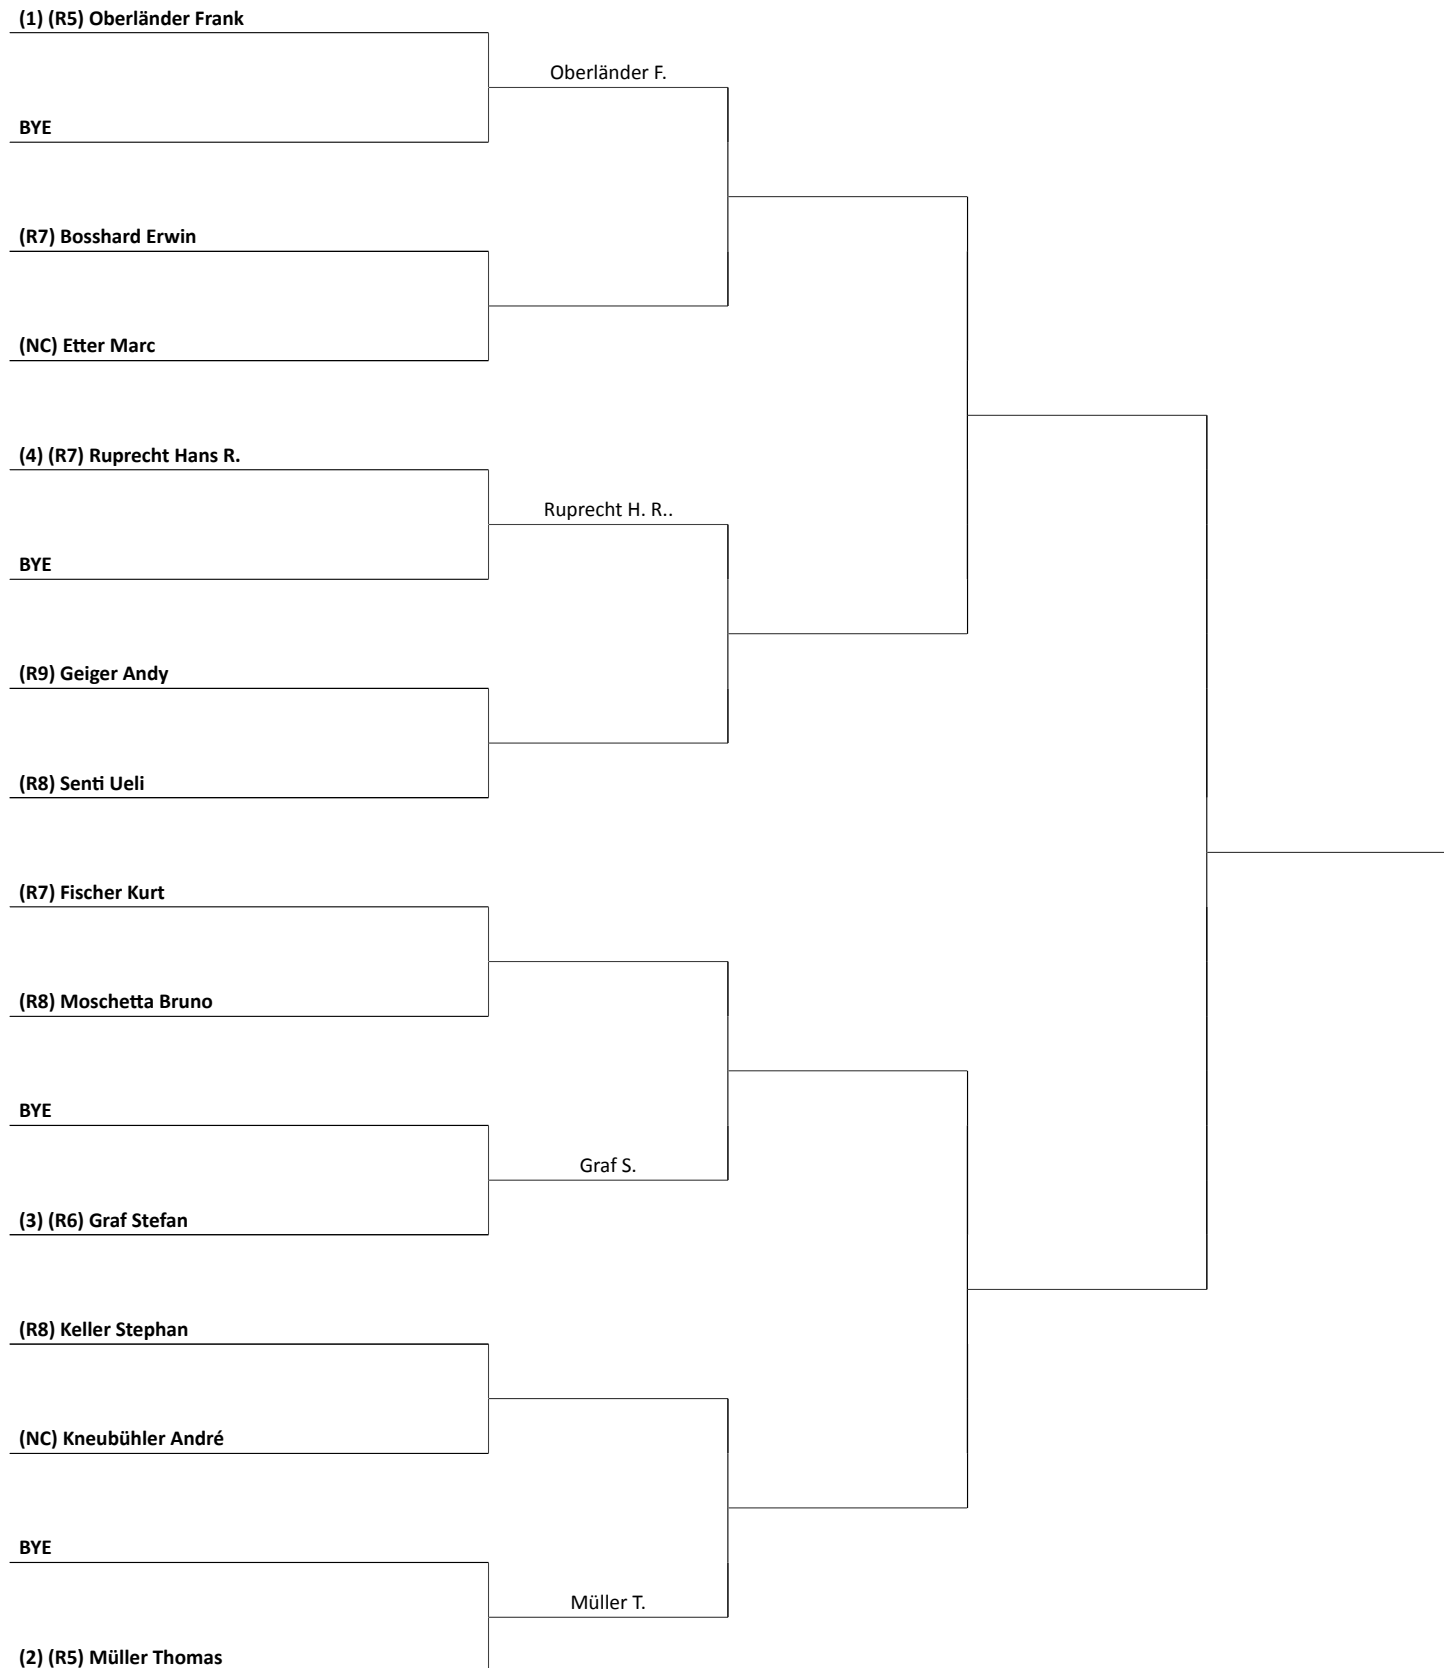 (1) (R5) Oberländer Frank
Oberländer F.
BYE
(R7) Bosshard Erwin
(NC) Etter Marc
(4) (R7) Ruprecht Hans R.
Ruprecht H. R..
BYE
(R9) Geiger Andy
(R8) Senti Ueli
(R7) Fischer Kurt
(R8) Moschetta Bruno
BYE
Graf S.
(3) (R6) Graf Stefan
(R8) Keller Stephan
(NC) Kneubühler André
BYE
Müller T.
(2) (R5) Müller Thomas